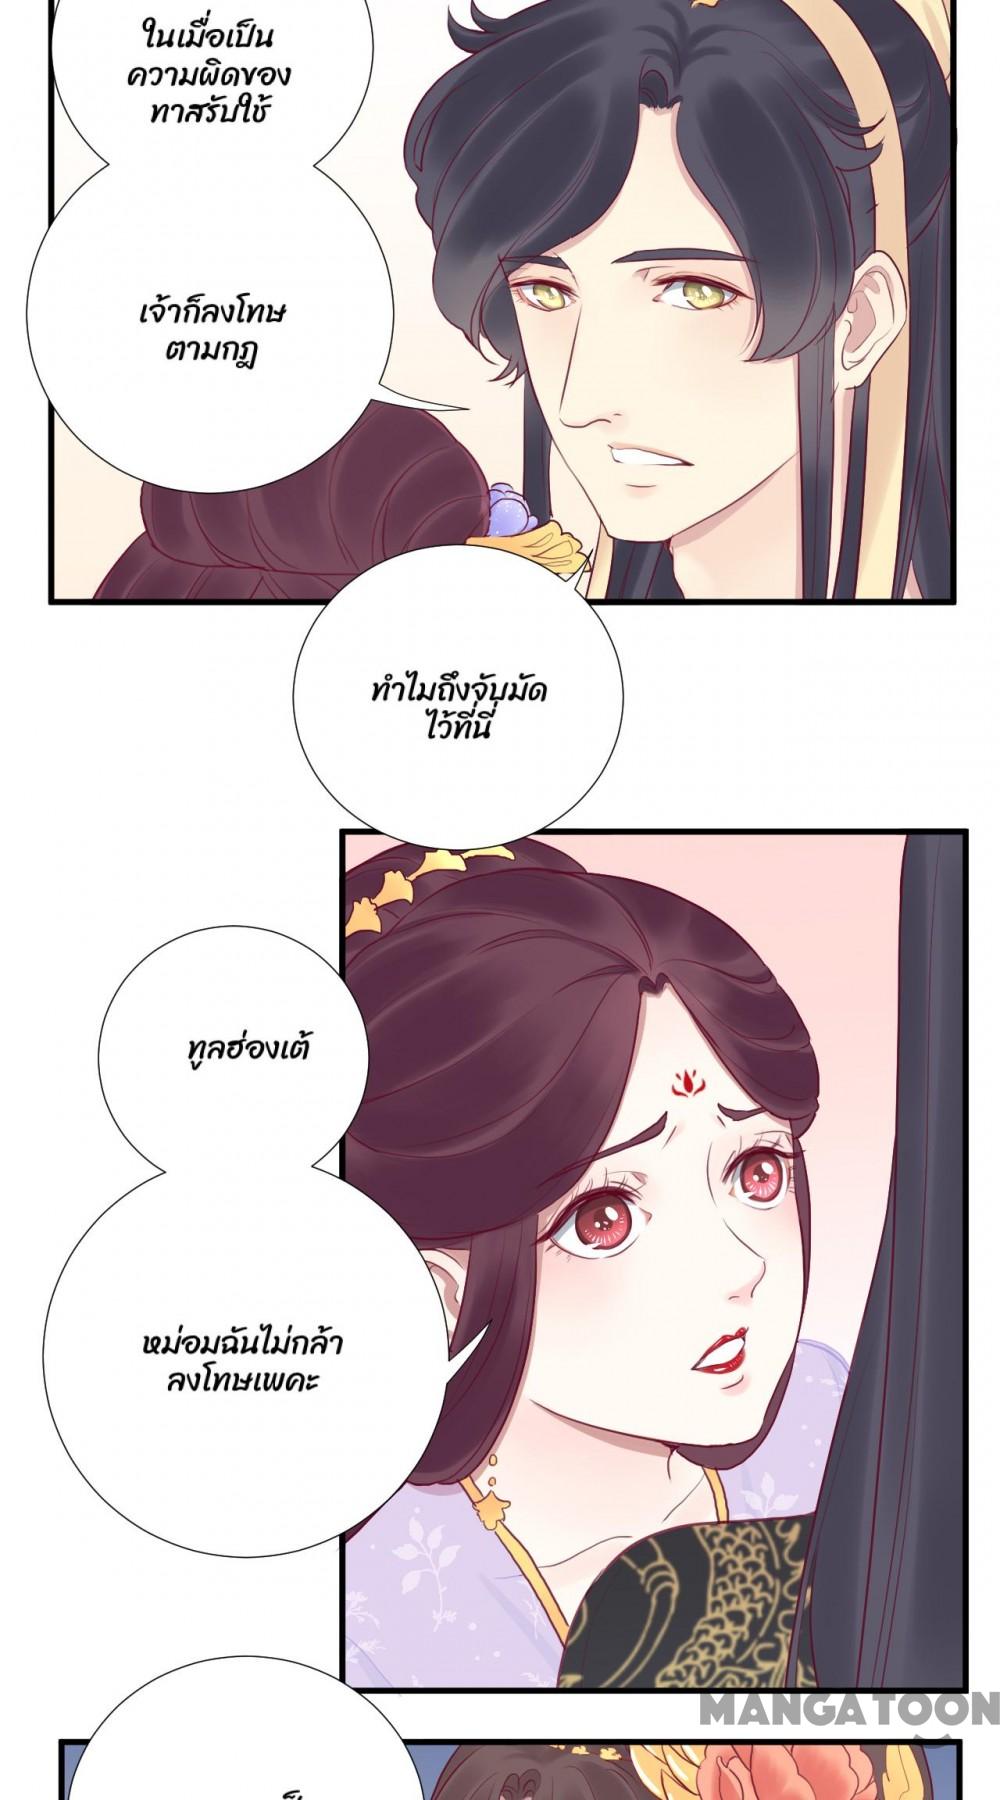 ในเมื่อเป็น
ความผิดของ
ทาสรับใช้
เจ้าก็ลงโทษ
ตามกฎ
ทำไมถึงจับมัด
ไว้ที่นี่
ทูลฮ่องเต้
หม่อมฉันไม่กล้า
ลงโทษเพคะ
MANGATOON